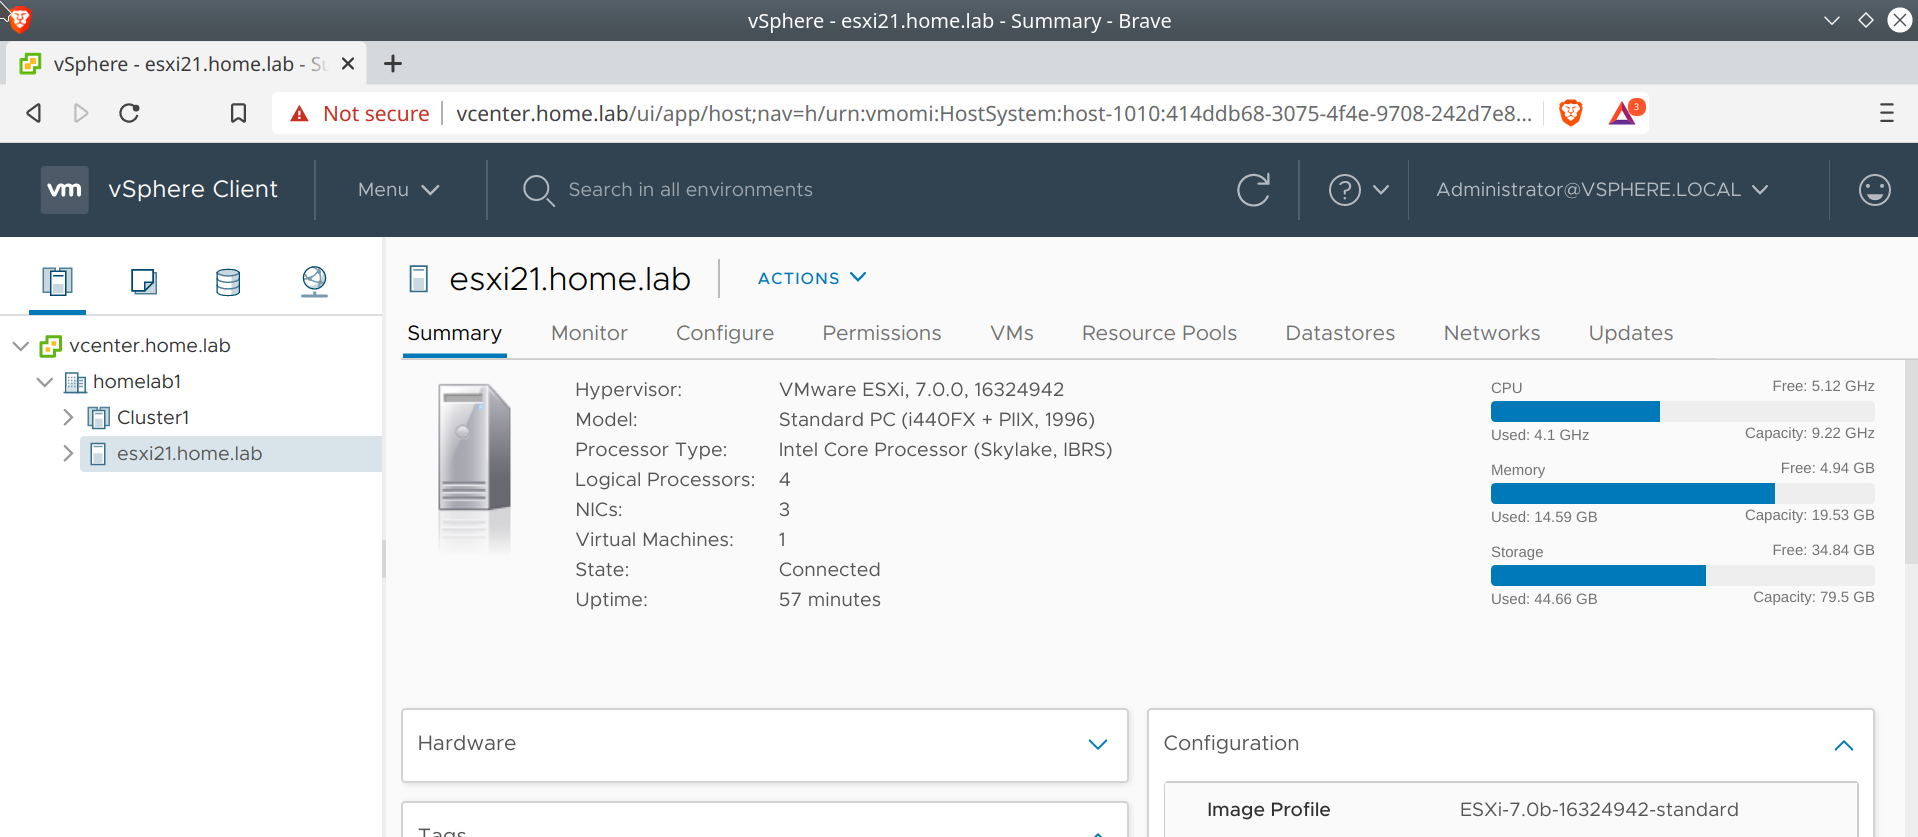 vSphere - esxi21.home.lab - Summary - Brave
vSphere - esxi21.home.lab - Su
Not secure vcenter.home.lab/ui/app/host;nav=h/urn:vmomi:HostSystem:host-1010:414ddb68-3075-4f4e-9708-242d7e8...
3
vm vSphere Client Menu Search in all environments ? Administrator@VSPHERE.LOCAL
vcenter.home.lab
homelab1
Cluster1
esxi21.home.lab
esxi21.home.lab ACTIONS
Summary Monitor Configure Permissions VMs Resource Pools Datastores Networks Updates
Hypervisor: VMware ESXi, 7.0.0, 16324942
Model: Standard PC (i440FX + PIIX, 1996)
Processor Type: Intel Core Processor (Skylake, IBRS)
Logical Processors: 4
NICs: 3
Virtual Machines: 1
State: Connected
Uptime: 57 minutes
CPU Free: 5.12 GHz
Used: 4.1 GHz Capacity: 9.22 GHz
Memory Free: 4.94 GB
Used: 14.59 GB Capacity: 19.53 GB
Storage Free: 34.84 GB
Used: 44.66 GB Capacity: 79.5 GB
Hardware
Tags
Configuration
Image Profile ESXi-7.0b-16324942-standard